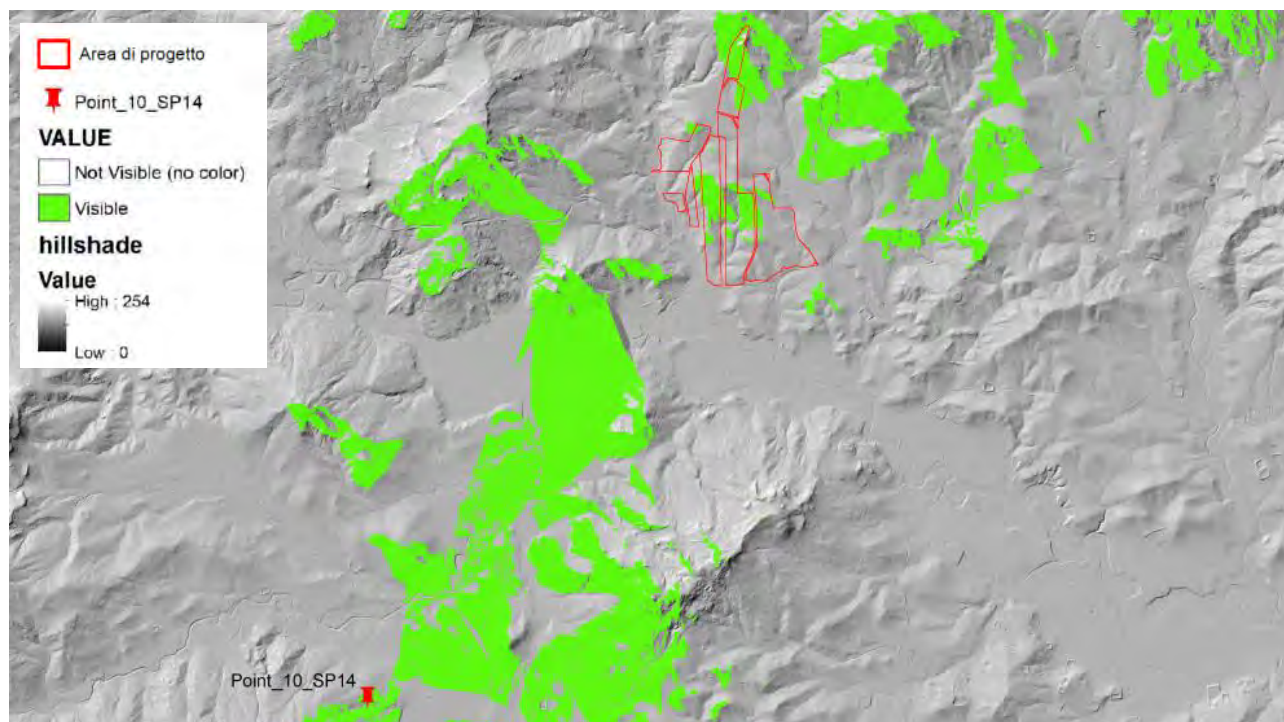 Area di progetto
Point_10_SP14
VALUE
Not Visible (no color)
Visible
hillshade
Value
High : 254
Low : 0
Point_10_SP14